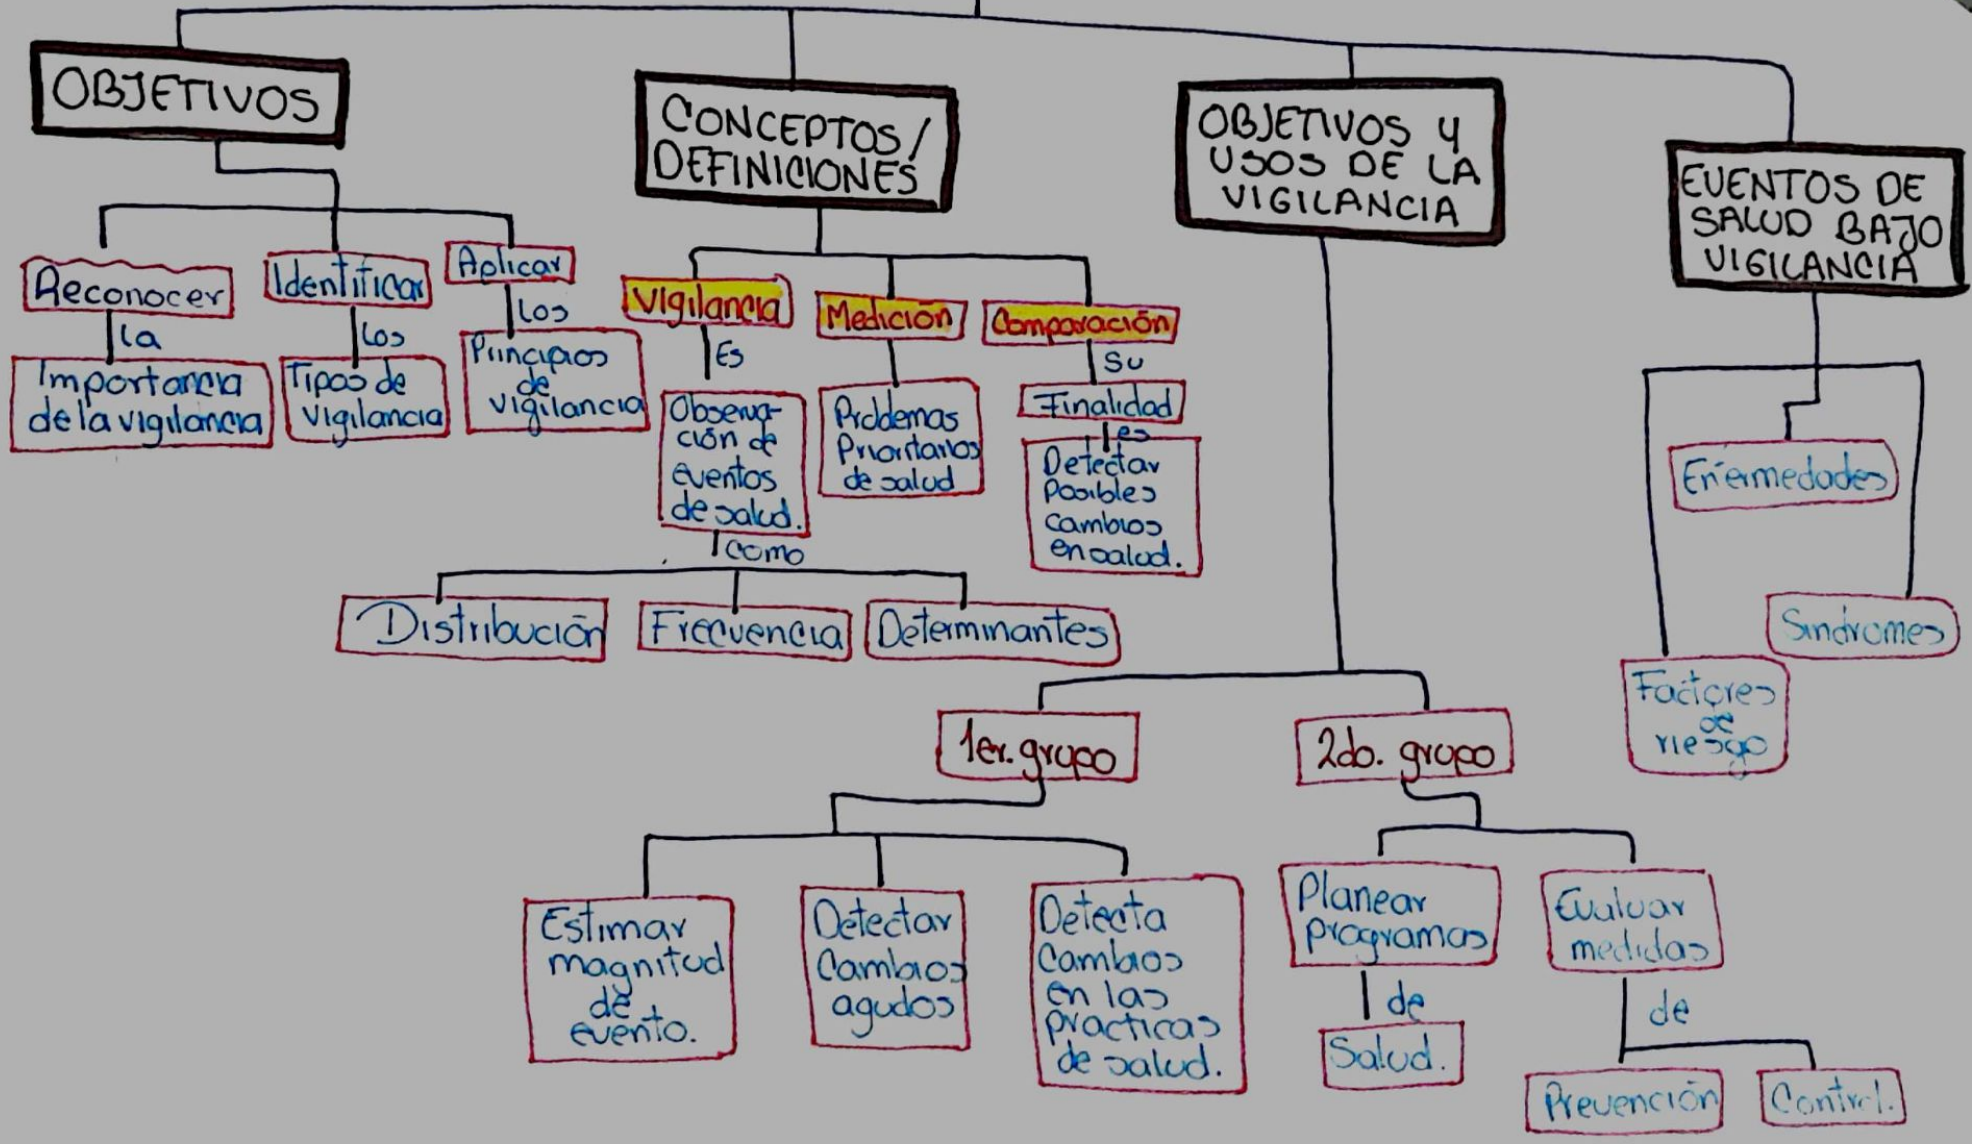 OBJETIVOS
Reconocer
la
Importancia
de la vigilancia
Identificar
Los
Tipos de
vigilancia
Aplicar
Los
Principios
de
vigilancia
CONCEPTOS/
DEFINICIONES
Vigilancia
Es
Observa-
ción de
eventos
de salud.
como
Distribución
Frecuencia
Determinantes
Medición
Problemas
Prioritarios
de salud
Comparación
Su
Finalidad
es
Detectar
Posibles
cambios
en salud.
OBJETIVOS y
USOS DE LA
VIGILANCIA
1er. grupo
Estimar
magnitud
de
evento.
Detectar
Cambios
agudos
Detecta
Cambios
en las
practicas
de salud.
2do. grupo
Planear
programas
de
Salud.
Evaluar
medidas
de
Prevención
Control.
EVENTOS DE
SALUD BAJO
VIGILANCIA
Enfermedades
Sindromes
Factores
de
riesgo